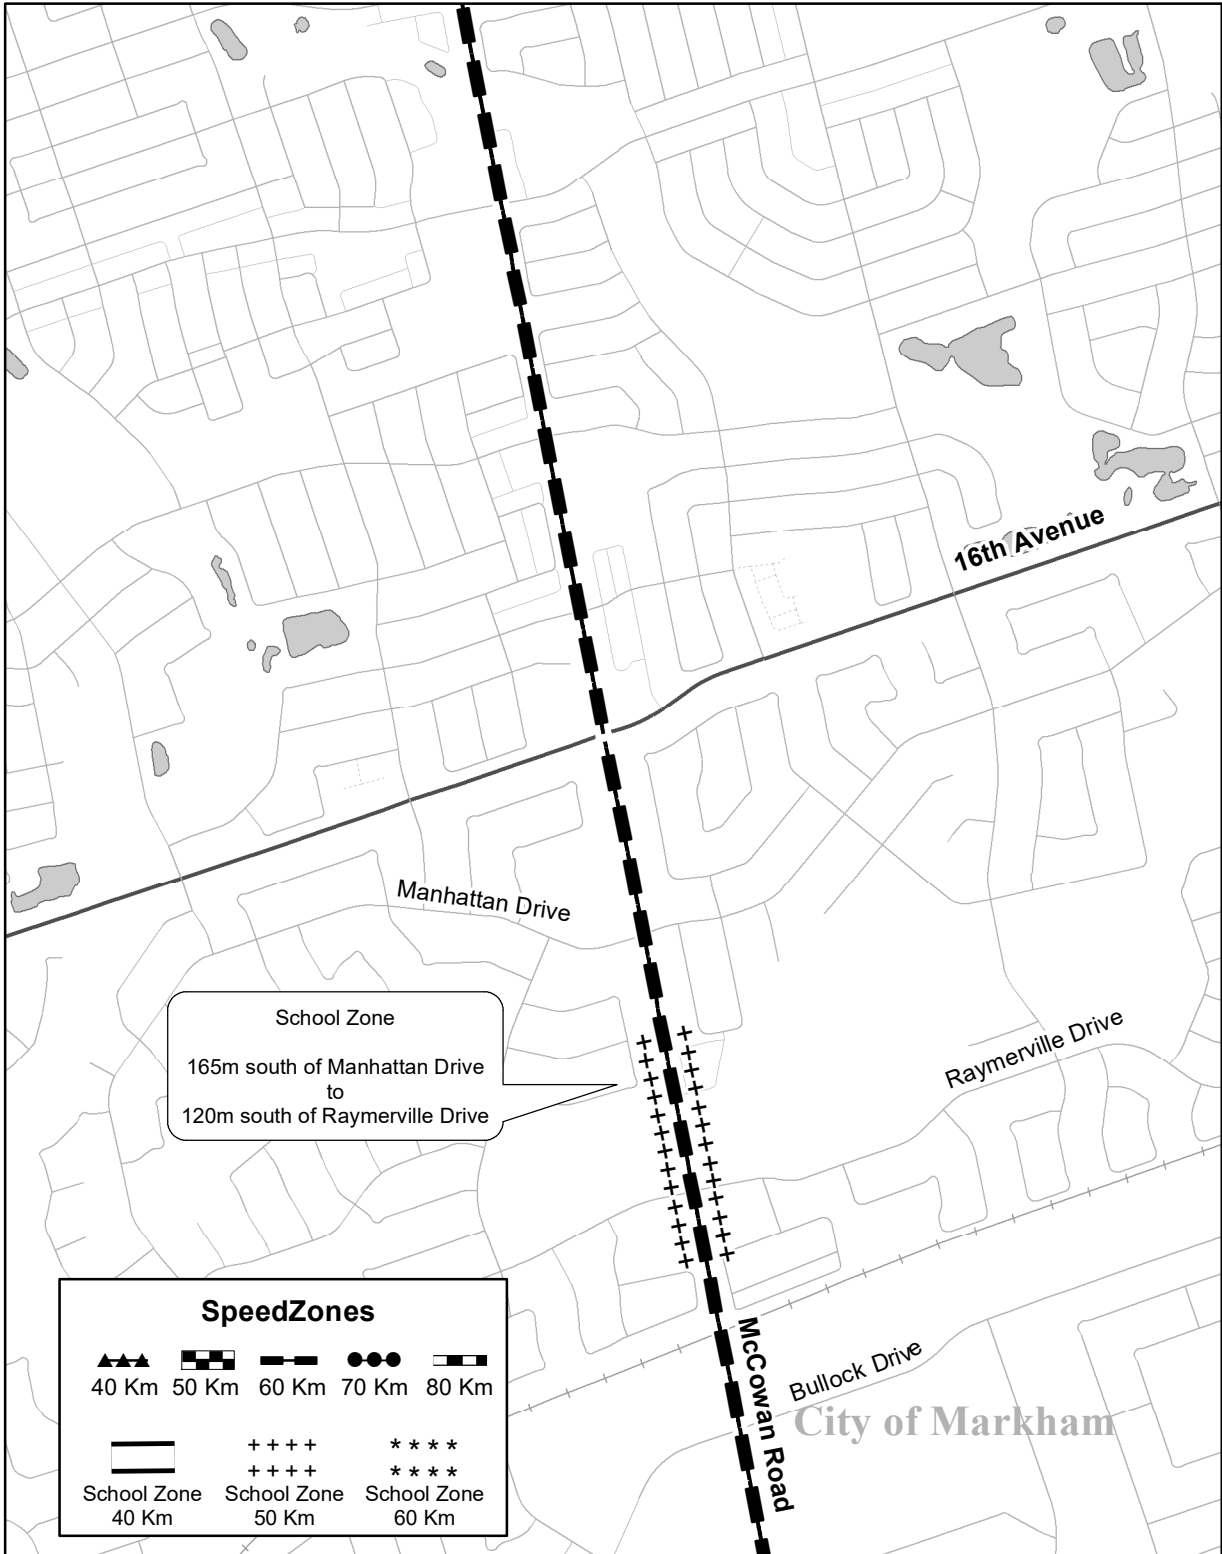 16th Avenue
Manhattan Drive
School Zone
165m south of Manhattan Drive
to
120m south of Raymerville Drive
Raymerville Drive
McCowan Road
Bullock Drive
City of Markham
SpeedZones
40 Km 50 Km 60 Km 70 Km 80 Km
++++ ****
++++ ****
School Zone School Zone School Zone
40 Km 50 Km 60 Km